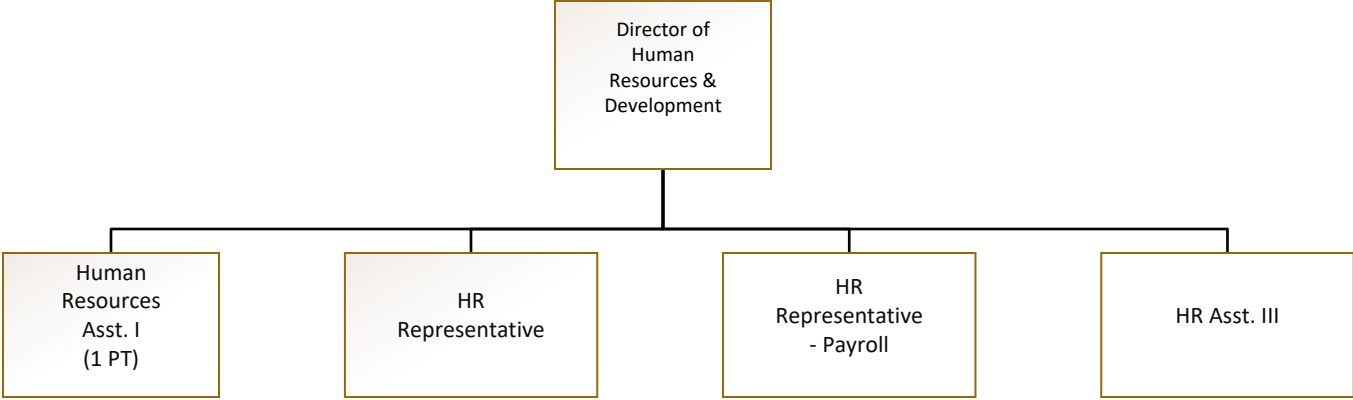 Director of
Human
Resources &
Development
Human
Resources
Asst. I
(1 PT)
HR
Representative
HR
Representative
- Payroll
HR Asst. III